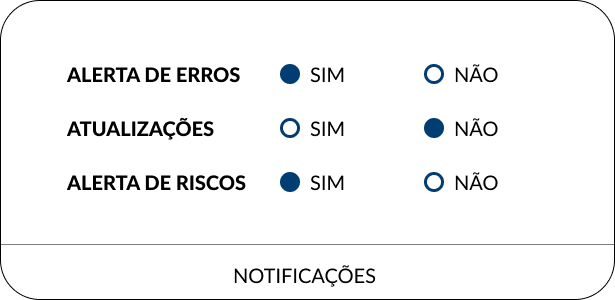 ALERTA DE ERROS SIM NÃO
ATUALIZAÇÕES SIM NÃO
ALERTA DE RISCOS SIM NÃO
NOTIFICAÇÕES